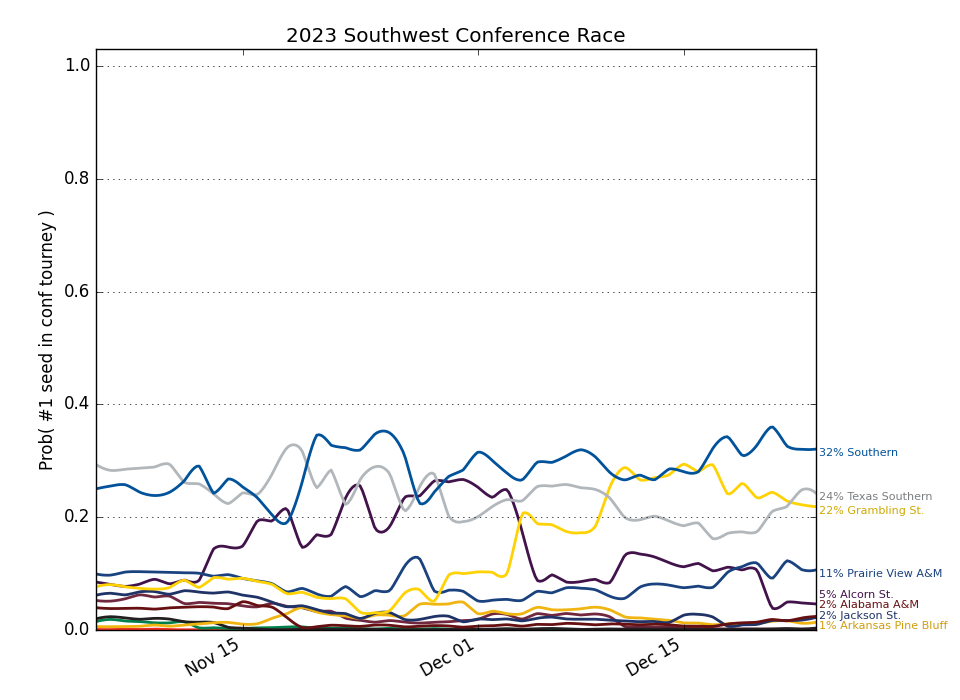 2023 Southwest Conference Race
Prob( #1 seed in conf tourney )
1.0
0.8
0.6
0.4
0.2
0.0
Nov 15
Dec 01
Dec 15
32% Southern
24% Texas Southern
22% Grambling St.
11% Prairie View A&M
5% Alcorn St.
2% Alabama A&M
2% Jackson St.
1% Arkansas Pine Bluff